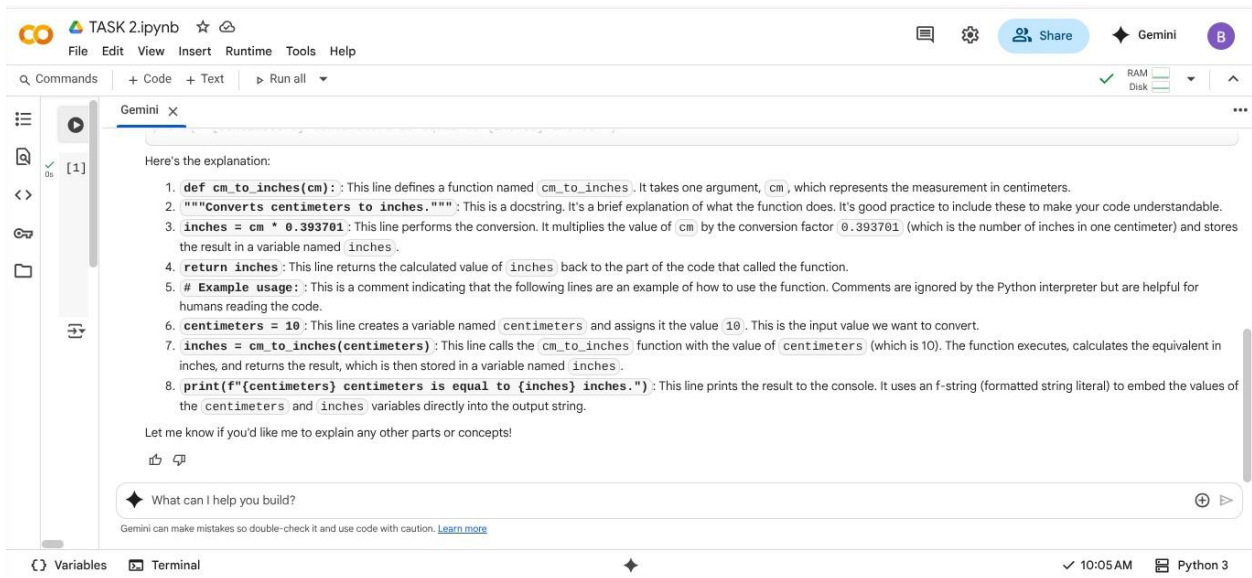 CO TASK 2.ipynb
File Edit View Insert Runtime Tools Help
Share
Gemini
B
Commands + Code + Text Run all
RAM
Disk
Gemini
[1]
0s
Here's the explanation:
1. def cm_to_inches(cm): : This line defines a function named cm_to_inches . It takes one argument, cm , which represents the measurement in centimeters.
2. """Converts centimeters to inches.""" : This is a docstring. It's a brief explanation of what the function does. It's good practice to include these to make your code understandable.
3. inches = cm * 0.393701 : This line performs the conversion. It multiplies the value of cm by the conversion factor 0.393701 (which is the number of inches in one centimeter) and stores
the result in a variable named inches .
4. return inches : This line returns the calculated value of inches back to the part of the code that called the function.
5. # Example usage: : This is a comment indicating that the following lines are an example of how to use the function. Comments are ignored by the Python interpreter but are helpful for
humans reading the code.
6. centimeters = 10 : This line creates a variable named centimeters and assigns it the value 10 . This is the input value we want to convert.
7. inches = cm_to_inches(centimeters) : This line calls the cm_to_inches function with the value of centimeters (which is 10). The function executes, calculates the equivalent in
inches, and returns the result, which is then stored in a variable named inches .
8. print(f"{centimeters} centimeters is equal to {inches} inches.") : This line prints the result to the console. It uses an f-string (formatted string literal) to embed the values of
the centimeters and inches variables directly into the output string.
Let me know if you'd like me to explain any other parts or concepts!
What can I help you build?
Gemini can make mistakes so double-check it and use code with caution. Learn more
{} Variables Terminal
10:05 AM Python 3